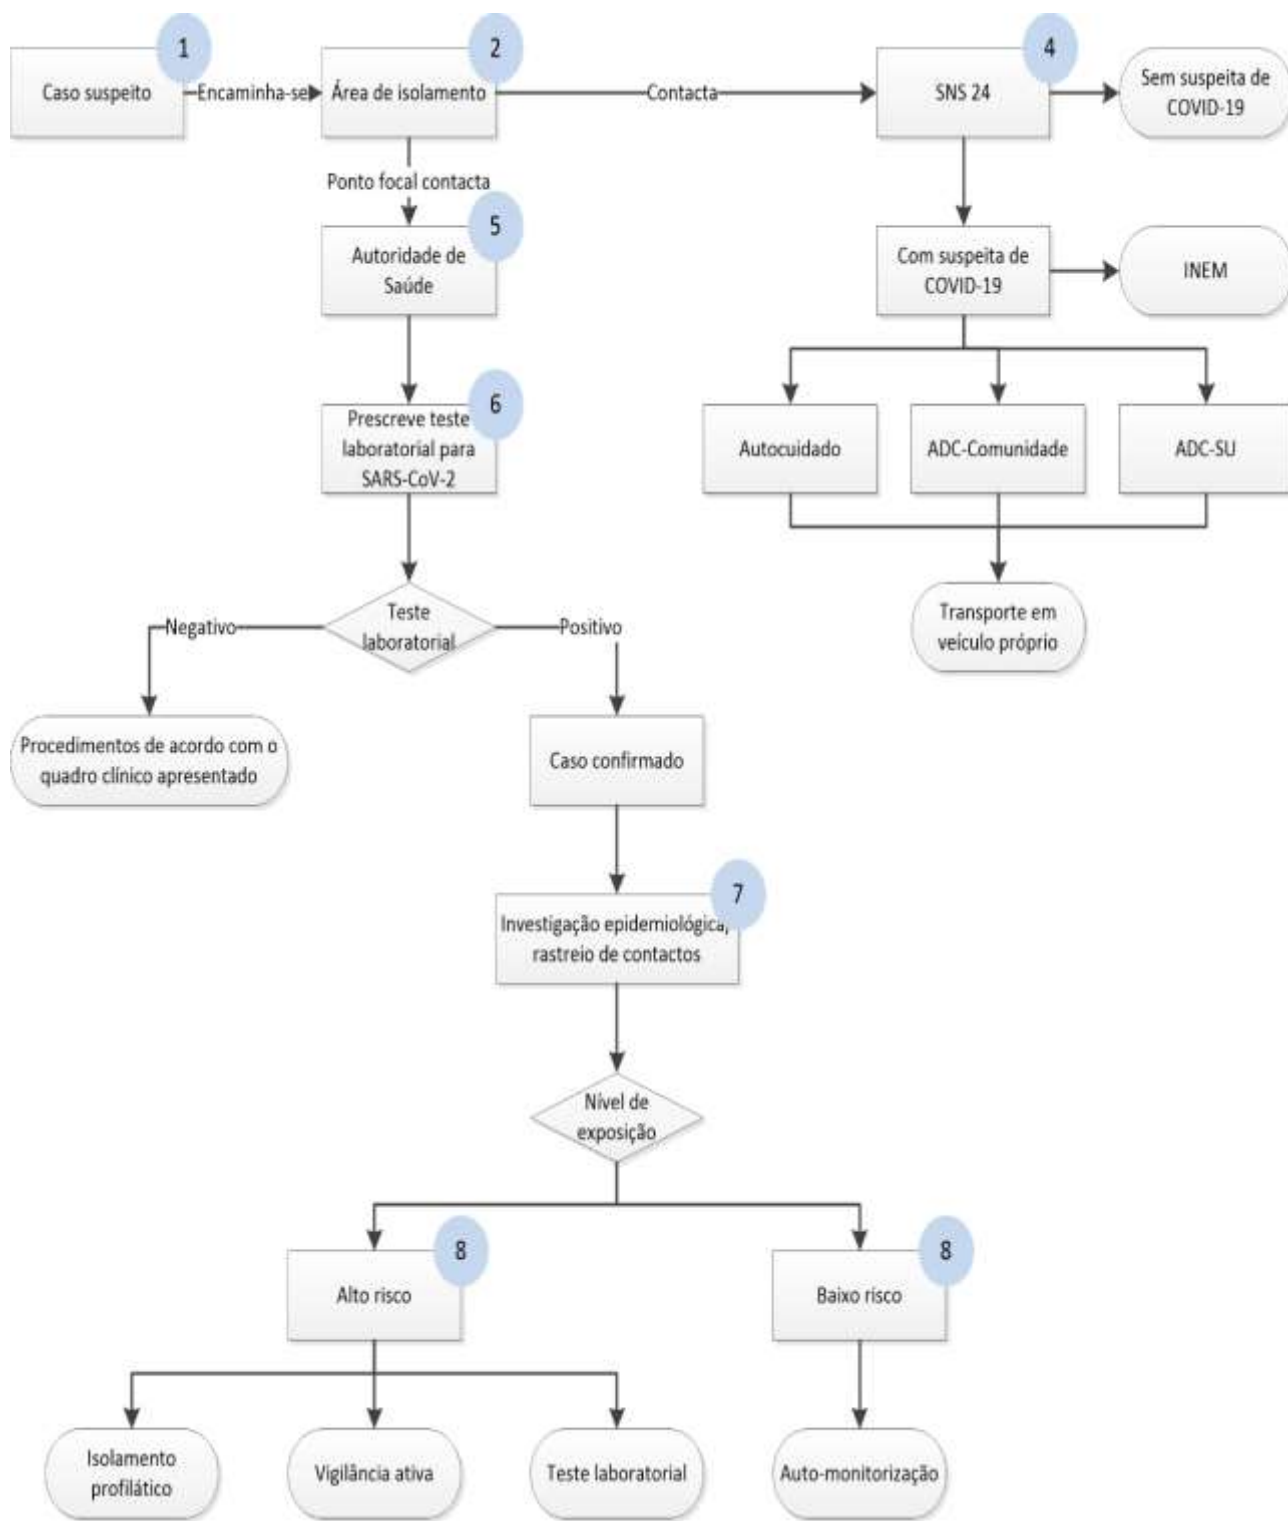 1
2
4
Caso suspeito
Encaminha-se
Área de isolamento
Contacta
SNS 24
Sem suspeita de
COVID-19
Ponto focal contacta
5
Autoridade de
Saúde
Com suspeita de
COVID-19
INEM
6
Prescreve teste
laboratorial para
SARS-CoV-2
Autocuidado
ADC-Comunidade
ADC-SU
Negativo
Teste
laboratorial
Positivo
Transporte em
veículo próprio
Procedimentos de acordo com o
quadro clínico apresentado
Caso confirmado
7
Investigação epidemiológica,
rastreio de contactos
Nível de
exposição
8
8
Alto risco
Baixo risco
Isolamento
profilático
Vigilância ativa
Teste laboratorial
Auto-monitorização